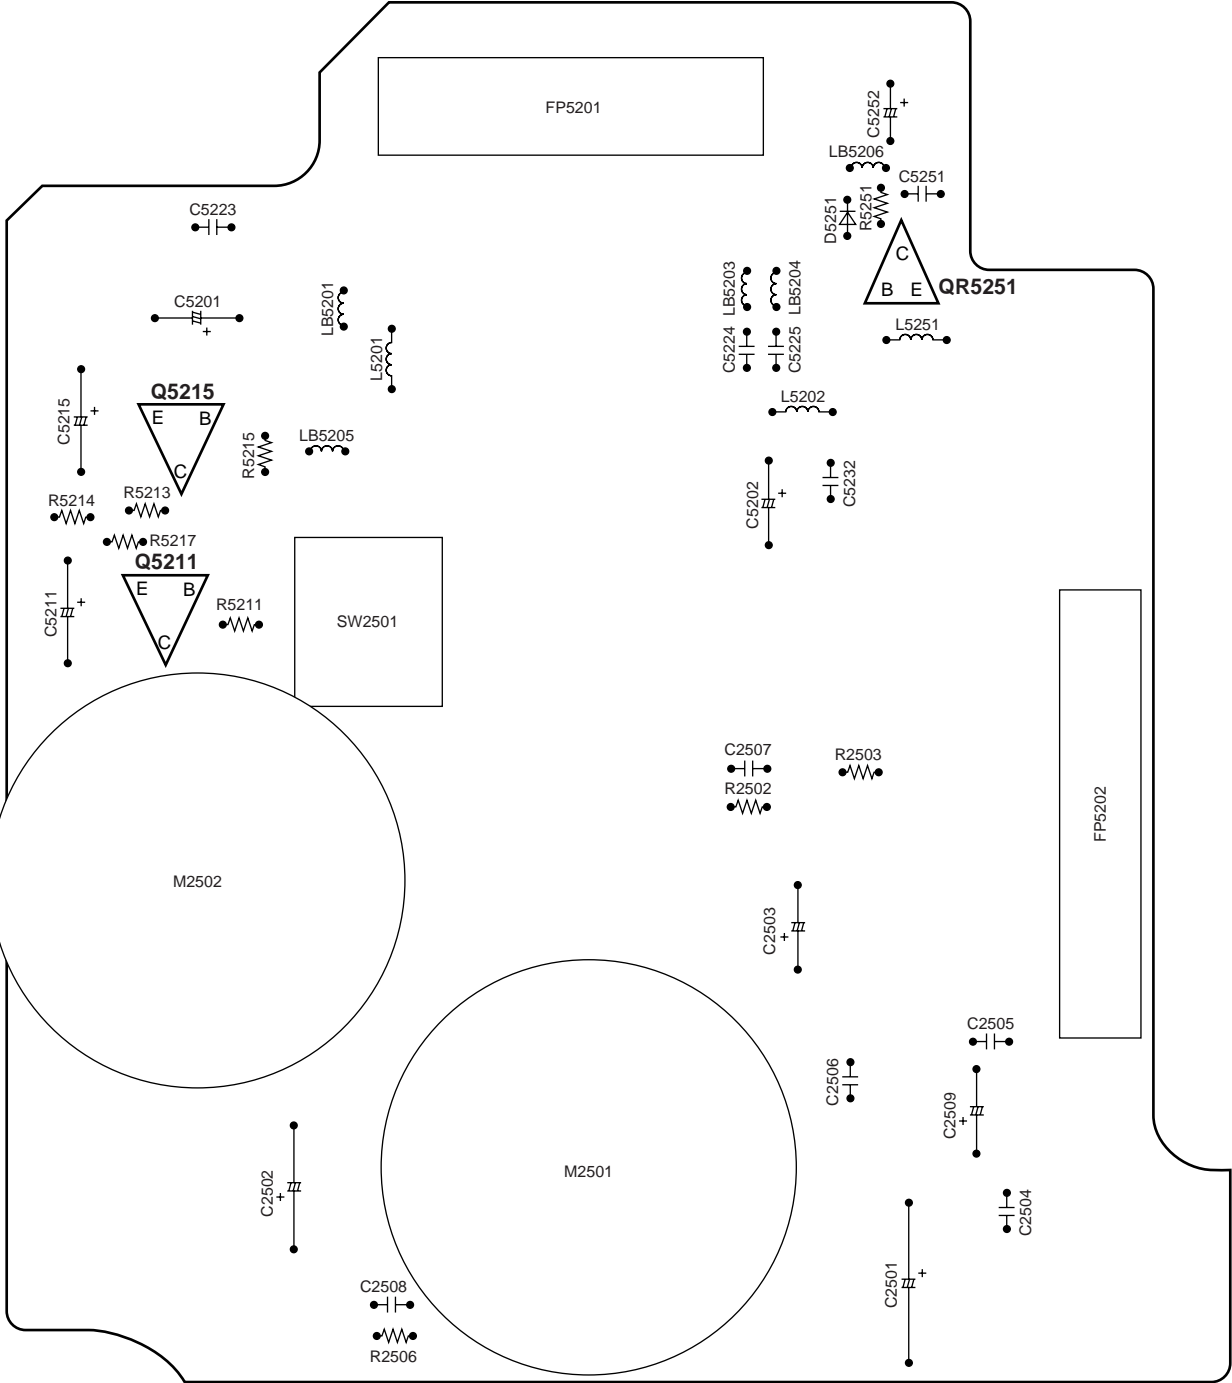 FP5201
C5252
+
LB5206
C5251
D5251
R5251
C5223
C
B E
QR5251
LB5203
LB5204
C5201
+
LB5201
L5251
L5201
C5224
C5225
Q5215
E B
C
L5202
C5215
+
R5215
LB5205
C5202
+
C5232
R5214
R5213
R5217
Q5211
E B
C
C5211
+
R5211
SW2501
C2507
R2503
R2502
FP5202
M2502
C2503
+
C2505
C2506
C2509
+
M2501
C2502
+
C2504
C2501
+
C2508
R2506